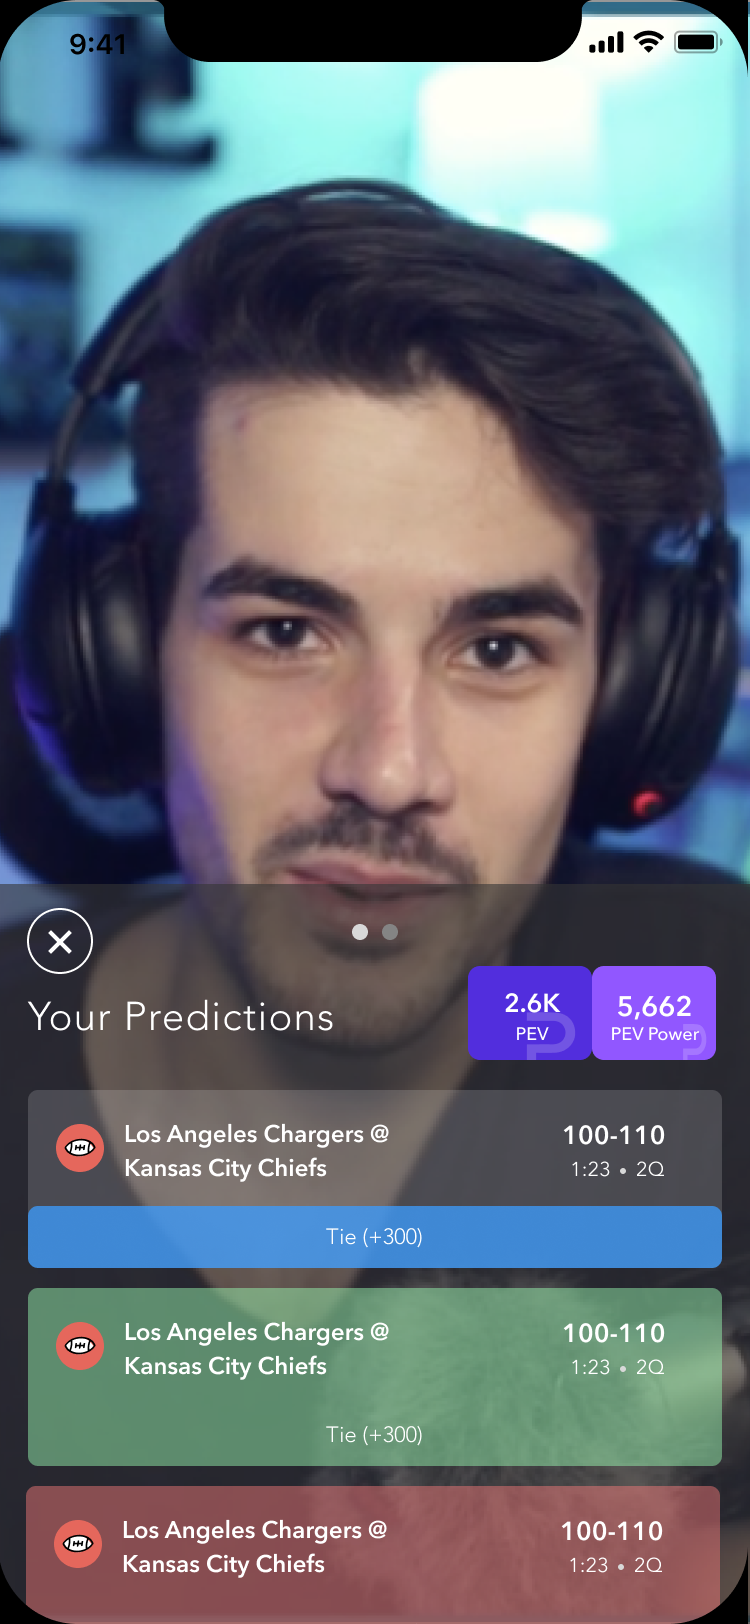 9:41
Your Predictions
2.6K
PEV
5,662
PEV Power
Los Angeles Chargers @
Kansas City Chiefs
100-110
1:23 • 2Q
Tie (+300)
Los Angeles Chargers @
Kansas City Chiefs
100-110
1:23 • 2Q
Tie (+300)
Los Angeles Chargers @
Kansas City Chiefs
100-110
1:23 • 2Q